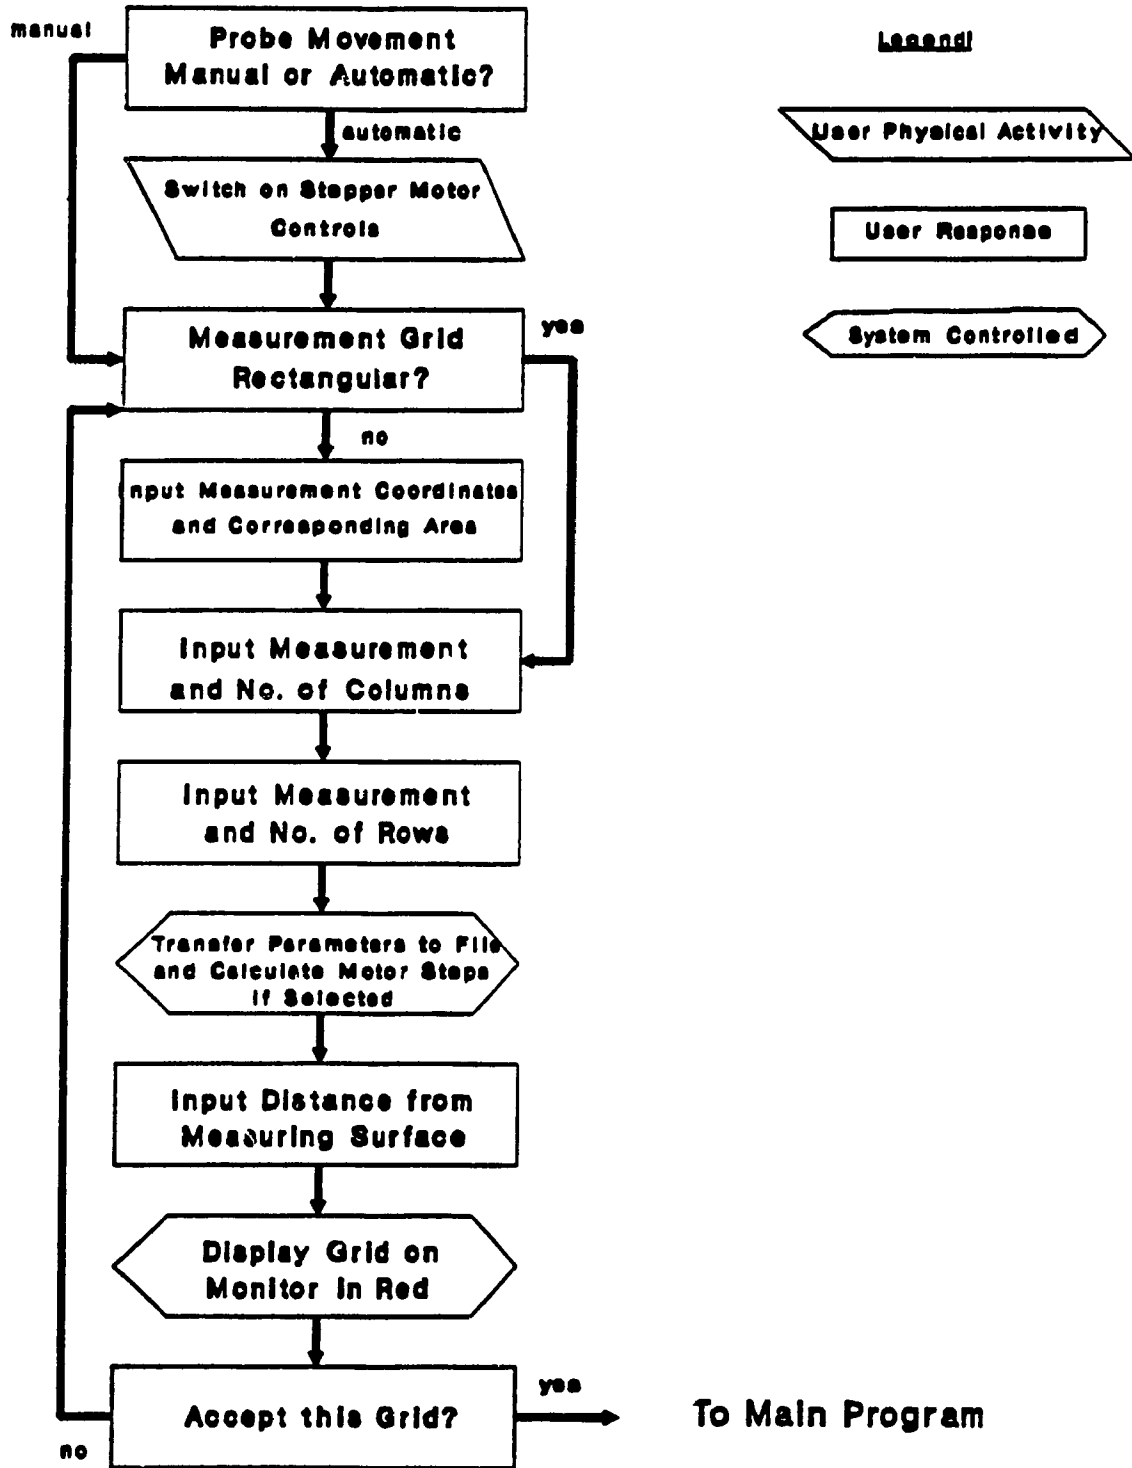 manual
Probe Movement
Manual or Automatic?
automatic
Switch on Stepper Motor
Controls
Measurement Grid
Rectangular?
yes
no
Input Measurement Coordinates
and Corresponding Area
Input Measurement
and No. of Columns
Input Measurement
and No. of Rows
Transfer Parameters to File
and Calculate Motor Steps
if Selected
Input Distance from
Measuring Surface
Display Grid on
Monitor in Red
Accept this Grid?
yes
no
To Main Program
Legend!
User Physical Activity
User Response
System Controlled